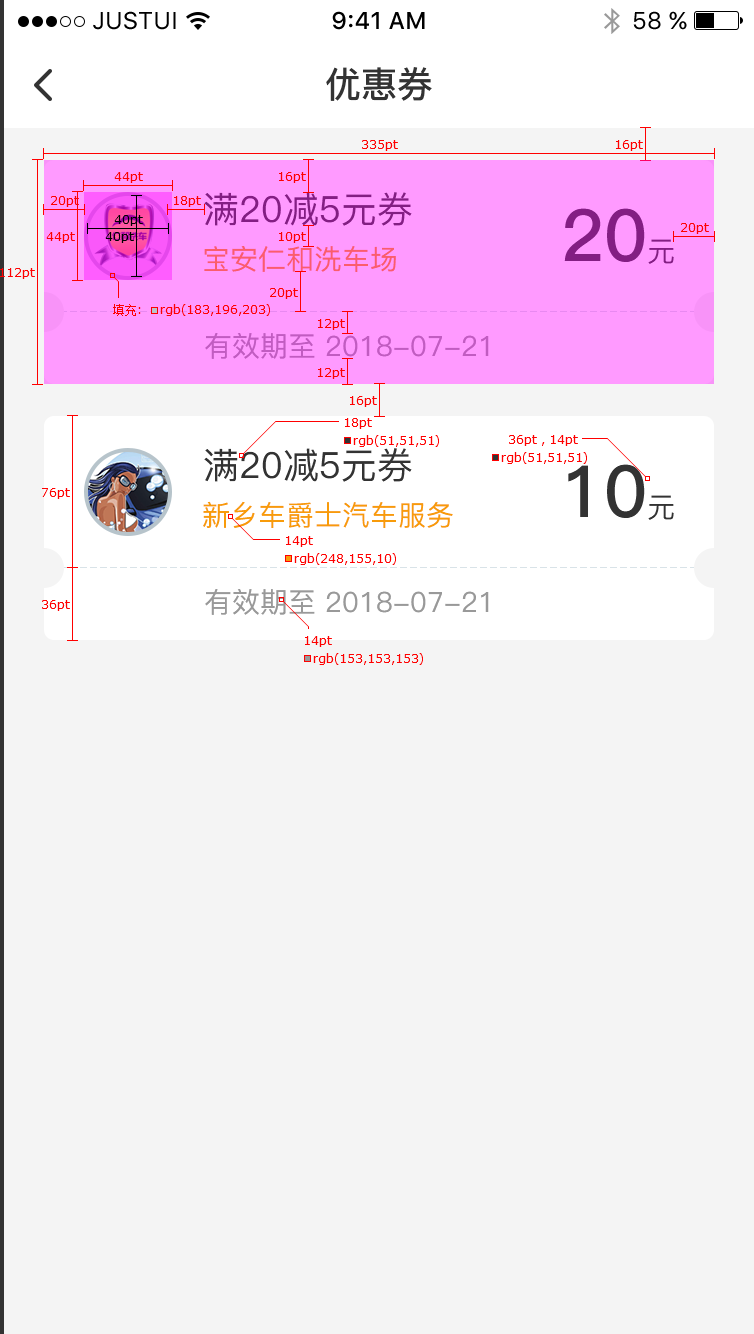 JUSTUI 9:41 AM 58 %
优惠券
335pt 16pt
44pt 16pt
20pt 18pt 满20减5元券 20元 20pt
40pt
44pt 40pt 10pt
宝安仁和洗车场
112pt
20pt
填充: rgb(183,196,203)
12pt
有效期至 2018-07-21
12pt
16pt
18pt
rgb(51,51,51)
36pt , 14pt
rgb(51,51,51)
满20减5元券 10元
76pt
新乡车爵士汽车服务
14pt
rgb(248,155,10)
36pt
有效期至 2018-07-21
14pt
rgb(153,153,153)